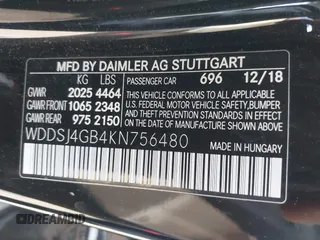 MFD BY DAIMLER AG STUTTGART
KG LBS PASSENGER CAR 696 12/18
GVWR 2025 4464
GAWR FRONT 1065 2348
GAWR REAR 975 2150
THIS VEHICLE CONFORMS TO ALL APPLICABLE
U.S. FEDERAL MOTOR VEHICLE SAFETY,
BUMPER, AND THEFT PREVENTION STANDARDS
IN EFFECT ON THE DATE OF
MANUFACTURE SHOWN ABOVE.
WDDSJ4GB4KN756480
MADE IN HUNGARY
DREAMBID